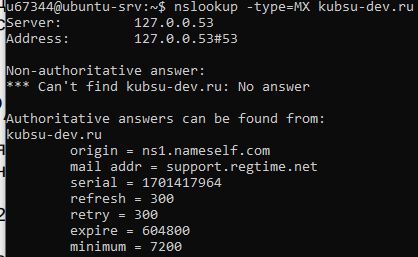 u67344@ubuntu-srv:~$ nslookup -type=MX kubsu-dev.ru
Server:         127.0.0.53
Address:        127.0.0.53#53
Non-authoritative answer:
*** Can't find kubsu-dev.ru: No answer
Authoritative answers can be found from:
kubsu-dev.ru
origin = ns1.nameself.com
mail addr = support.regtime.net
serial = 1701417964
refresh = 300
retry = 300
expire = 604800
minimum = 7200